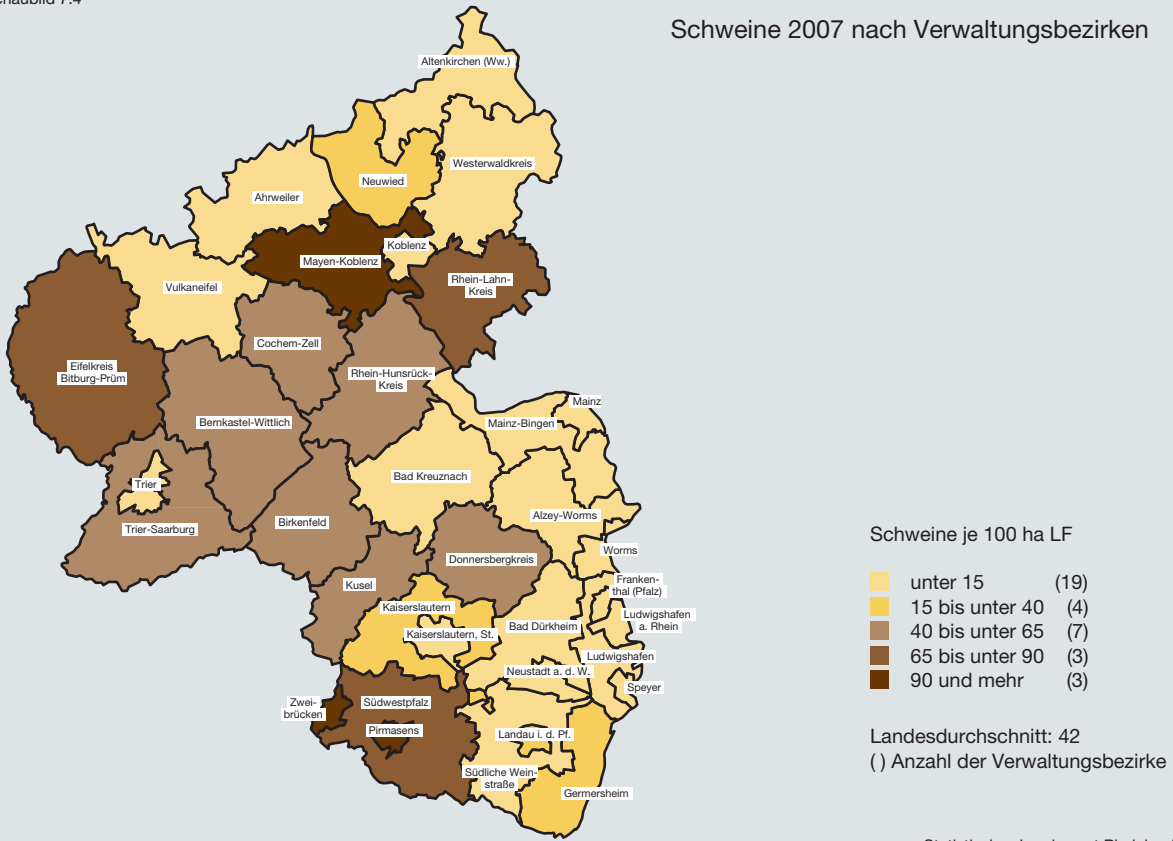 Schweine 2007 nach Verwaltungsbezirken
Altenkirchen (Ww.)
Westerwaldkreis
Neuwied
Ahrweiler
Koblenz
Mayen-Koblenz
Rhein-Lahn-
Kreis
Vulkaneifel
Cochem-Zell
Eifelkreis
Bitburg-Prüm
Rhein-Hunsrück-
Kreis
Mainz
Bernkastel-Wittlich
Mainz-Bingen
Bad Kreuznach
Trier
Alzey-Worms
Birkenfeld
Trier-Saarburg
Worms
Donnersbergkreis
Kusel
Franken-
thal (Pfalz)
Kaiserslautern
Ludwigshafen
a. Rhein
Bad Dürkheim
Kaiserslautern, St.
Ludwigshafen
Neustadt a. d. W.
Speyer
Zwei-
brücken
Südwestpfalz
Pirmasens
Landau i. d. Pf.
Südliche Wein-
straße
Germersheim
Schweine je 100 ha LF
unter 15 (19)
15 bis unter 40 (4)
40 bis unter 65 (7)
65 bis unter 90 (3)
90 und mehr (3)
Landesdurchschnitt: 42
( ) Anzahl der Verwaltungsbezirke